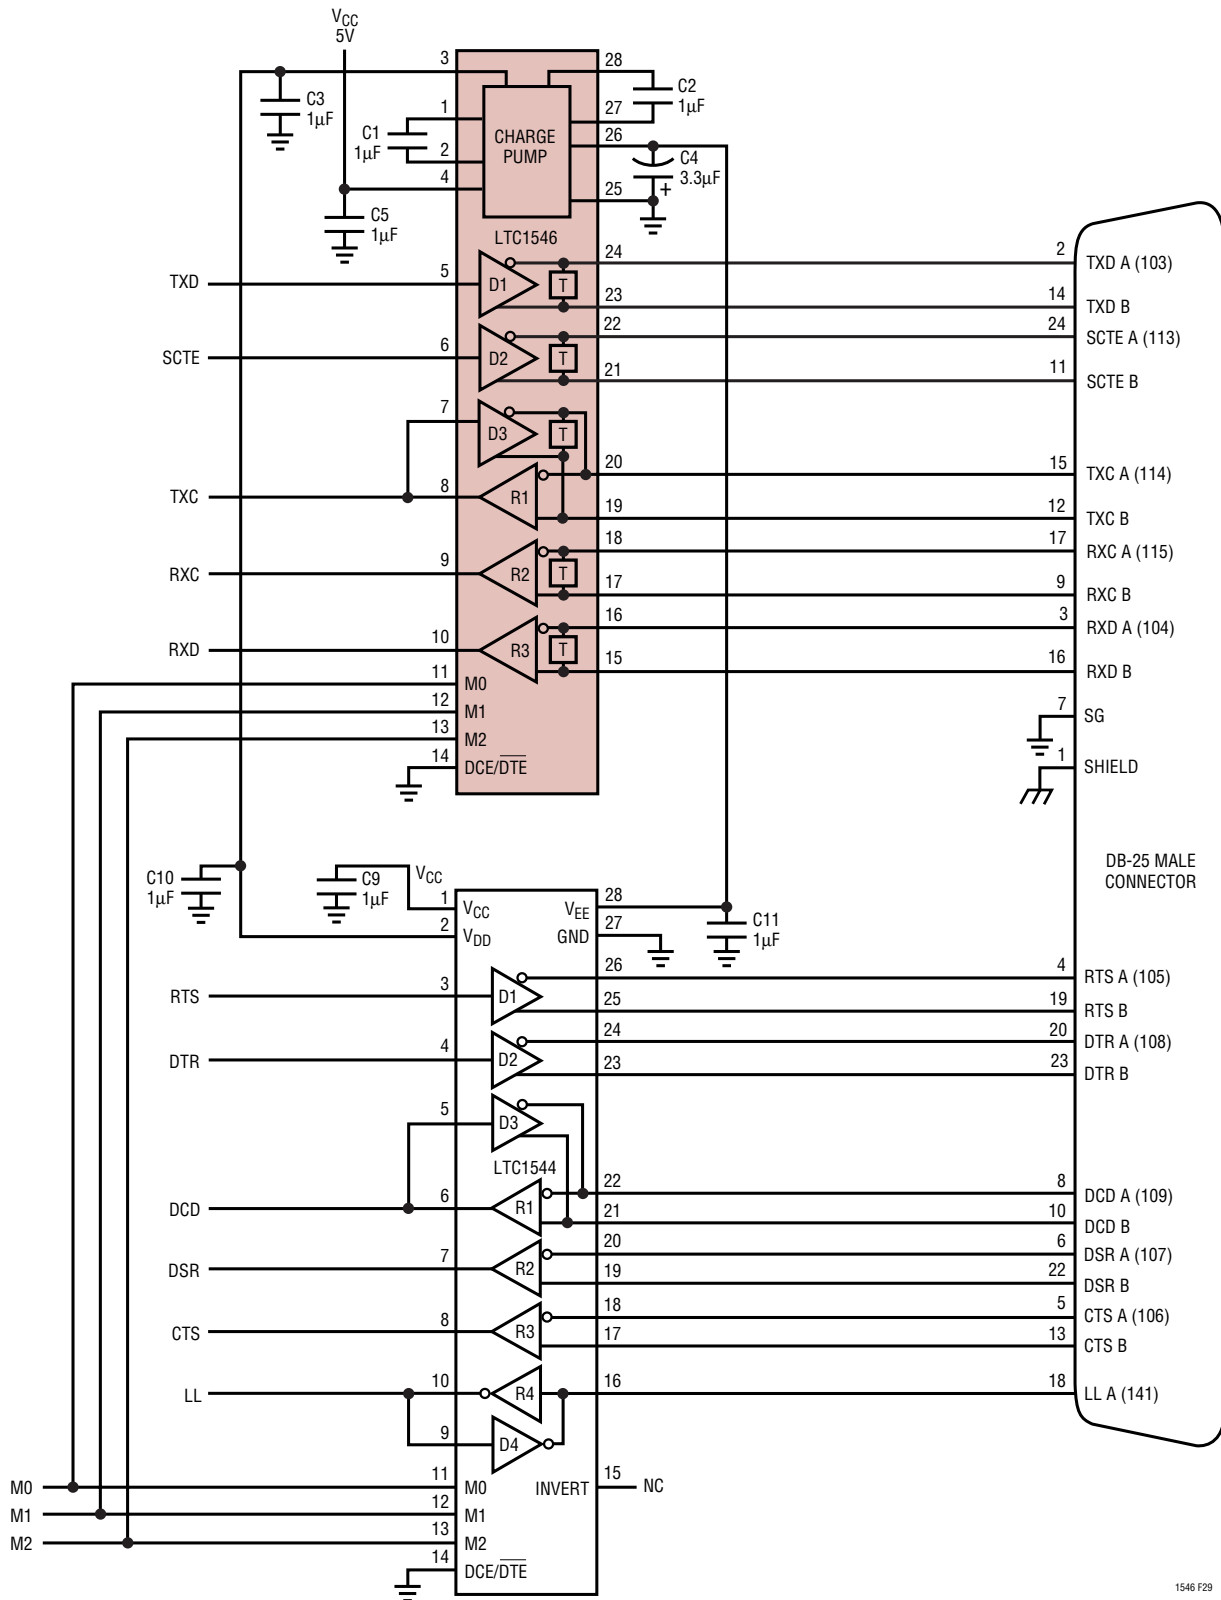 VCC
5V
3
28
C3
1µF
C2
1µF
1
27
C1
1µF
CHARGE
PUMP
26
2
C4
3.3µF
+
4
25
C5
1µF
LTC1546
TXD
5
D1
T
24
2
TXD A (103)
23
14
TXD B
SCTE
6
D2
T
22
24
SCTE A (113)
21
11
SCTE B
7
D3
T
20
15
TXC A (114)
TXC
8
R1
19
12
TXC B
18
17
RXC A (115)
RXC
9
R2
T
17
9
RXC B
16
3
RXD A (104)
RXD
10
R3
T
15
16
RXD B
11
M0
12
M1
7
SG
13
M2
14
DCE/DTE
1
SHIELD
DB-25 MALE
CONNECTOR
C10
1µF
C9
1µF
VCC
1
VCC
VEE
28
C11
1µF
2
VDD
GND
27
RTS
3
D1
26
4
RTS A (105)
25
19
RTS B
DTR
4
D2
24
20
DTR A (108)
23
23
DTR B
5
D3
LTC1544
22
8
DCD A (109)
DCD
6
R1
21
10
DCD B
20
6
DSR A (107)
DSR
7
R2
19
22
DSR B
18
5
CTS A (106)
CTS
8
R3
17
13
CTS B
LL
10
R4
16
18
LL A (141)
9
D4
M0
11
M0
INVERT
15
NC
M1
12
M1
M2
13
M2
14
DCE/DTE
1546 F29